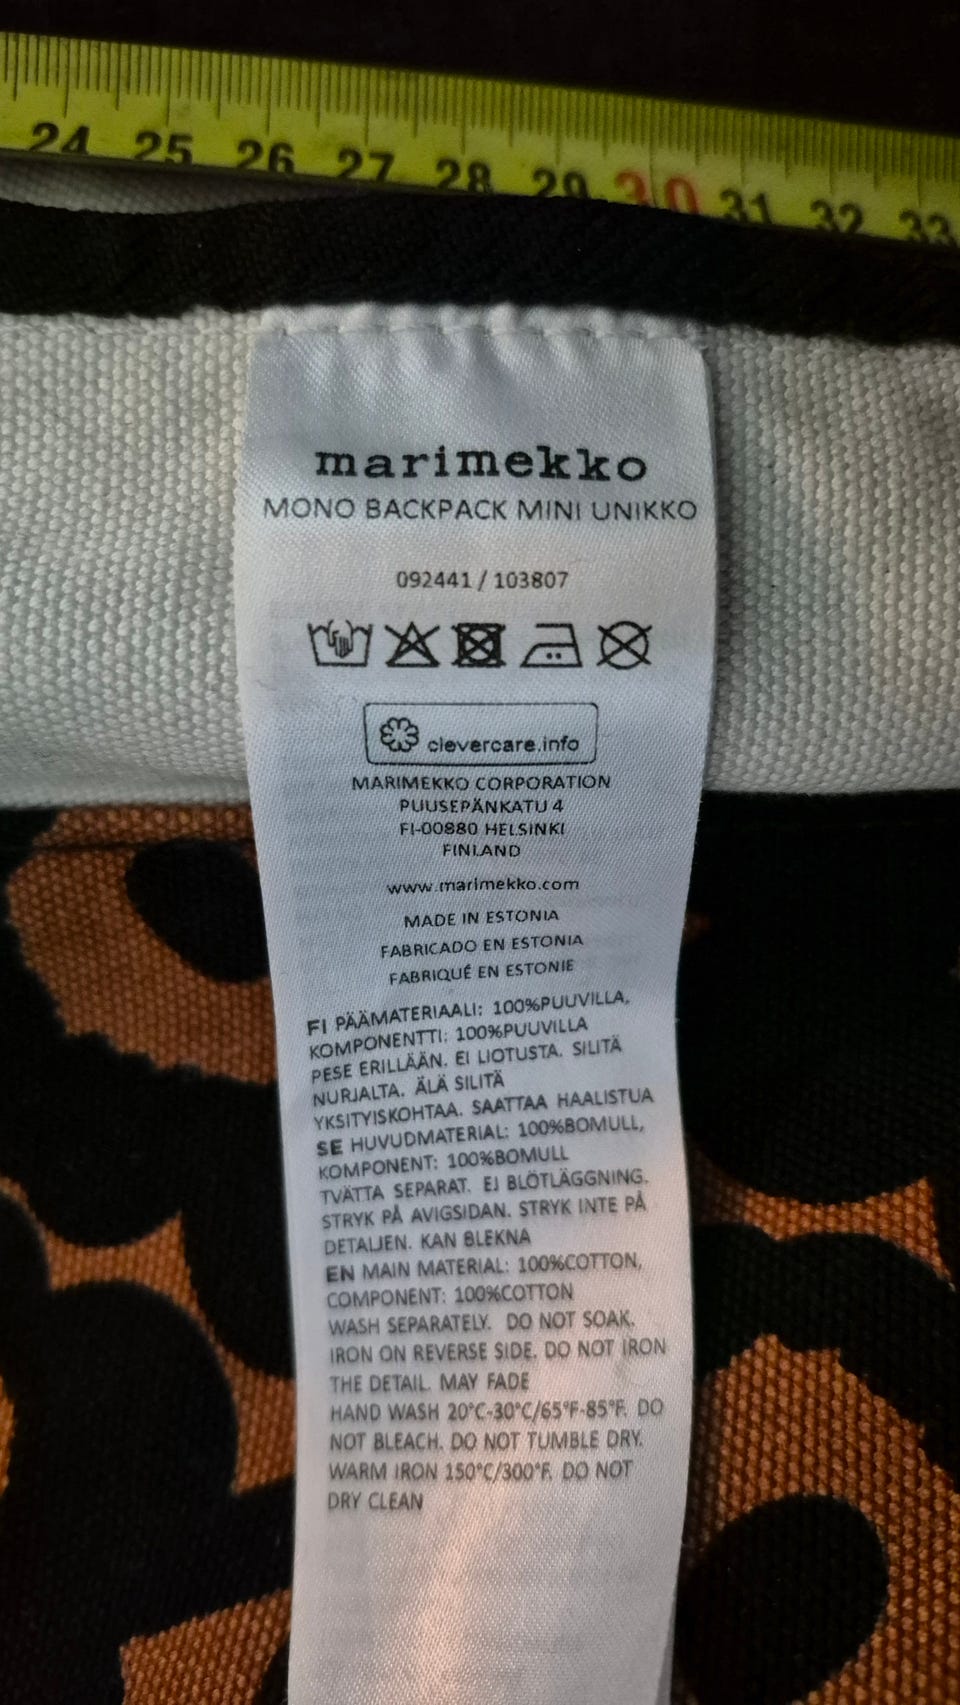 24 25 26 27 28 29 30 31 32 33
marimekko
MONO BACKPACK MINI UNIKKO
092441 / 103807
clevercare.info
MARIMEKKO CORPORATION
PUUSEPÄNKATU 4
FI-00880 HELSINKI
FINLAND
www.marimekko.com
MADE IN ESTONIA
FABRICADO EN ESTONIA
FABRIQUÉ EN ESTONIE
FI PÄÄMATERIAALI: 100%PUUVILLA,
KOMPONENTTI: 100%PUUVILLA
PESE ERILLÄÄN. EI LIOTUSTA. SILITÄ
NURJALTA. ÄLÄ SILITÄ
YKSITYISKOHTAA. SAATTAA HAALISTUA
SE HUVUDMATERIAL: 100%BOMULL,
KOMPONENT: 100%BOMULL
TVÄTTA SEPARAT. EJ BLÖTLÄGGNING.
STRYK PÅ AVIGSIDAN. STRYK INTE PÅ
DETALJEN. KAN BLEKNA
EN MAIN MATERIAL: 100%COTTON,
COMPONENT: 100%COTTON
WASH SEPARATELY. DO NOT SOAK.
IRON ON REVERSE SIDE. DO NOT IRON
THE DETAIL. MAY FADE
HAND WASH 20°C-30°C/65°F-85°F. DO
NOT BLEACH. DO NOT TUMBLE DRY.
WARM IRON 150°C/300°F. DO NOT
DRY CLEAN